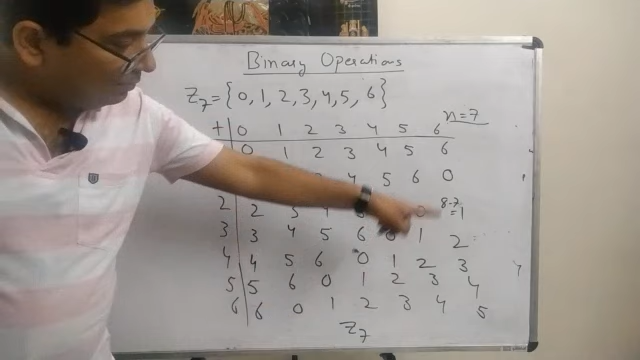 Binary Operations
Z₇ = {0, 1, 2, 3, 4, 5, 6}
n=7
+ 0 1 2 3 4 5 6
0 1 2 3 4 5 6
4 5 6 0
2 2 3 4 0 8-7=1
3 3 4 5 6 0 1 2
4 4 5 6 0 1 2 3
5 5 6 0 1 2 3 4
6 6 0 1 2 3 4 5
Z₇